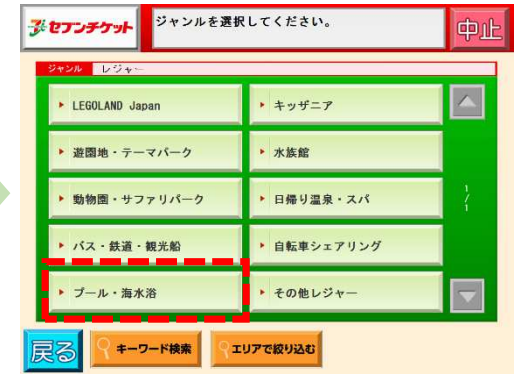 セブンチケット
ジャンルを選択してください。
中止
ジャンル レジャー
LEGOLAND Japan
キッザニア
遊園地・テーマパーク
水族館
動物園・サファリパーク
日帰り温泉・スパ
1/1
バス・鉄道・観光船
自転車シェアリング
プール・海水浴
その他レジャー
戻る
キーワード検索
エリアで絞り込む